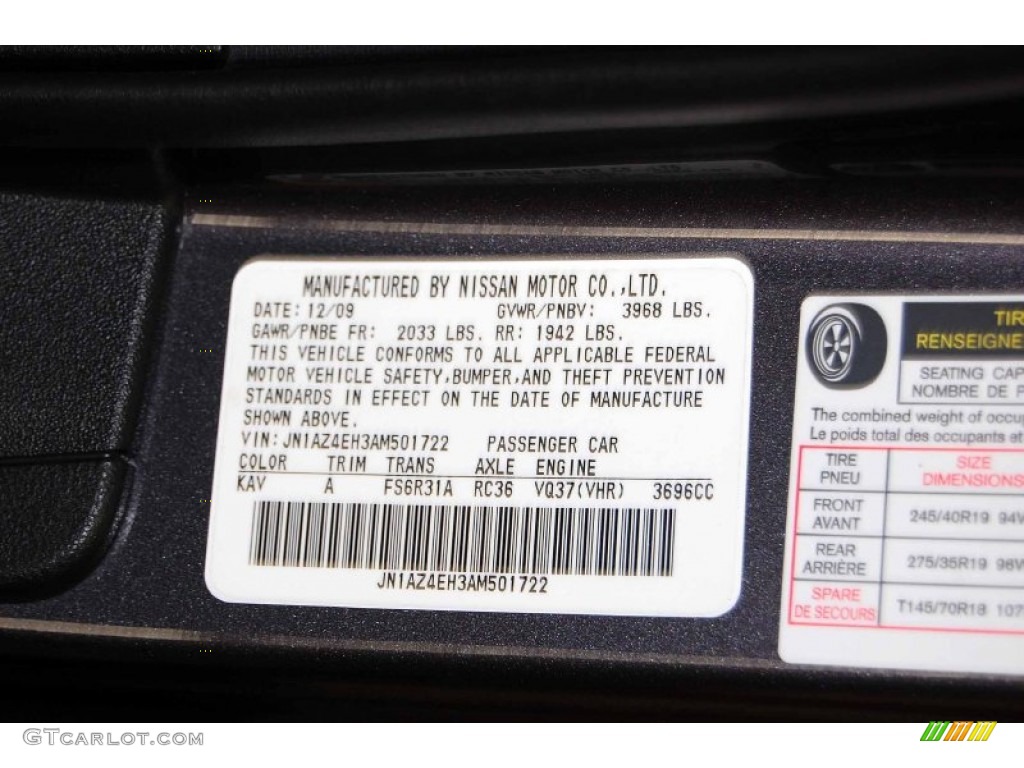 MANUFACTURED BY NISSAN MOTOR CO.,LTD.
DATE: 12/09 GVWR/PNBV: 3968 LBS.
GAWR/PNBE FR: 2033 LBS. RR: 1942 LBS.
THIS VEHICLE CONFORMS TO ALL APPLICABLE FEDERAL
MOTOR VEHICLE SAFETY,BUMPER,AND THEFT PREVENTION
STANDARDS IN EFFECT ON THE DATE OF MANUFACTURE
SHOWN ABOVE.
VIN: JN1AZ4EH3AM501722 PASSENGER CAR
COLOR TRIM TRANS AXLE ENGINE
KAV A FS6R31A RC36 VQ37(VHR) 3696CC
JN1AZ4EH3AM501722
TIR
RENSEIGNE
SEATING CAP
NOMBRE DE P
The combined weight of occu
Le poids total des occupants et
TIRE
PNEU
SIZE
DIMENSIONS
FRONT
AVANT
245/40R19 94W
REAR
ARRIÈRE
275/35R19 96W
SPARE
DE SECOURS
T145/70R18 107
GTcarlot.com